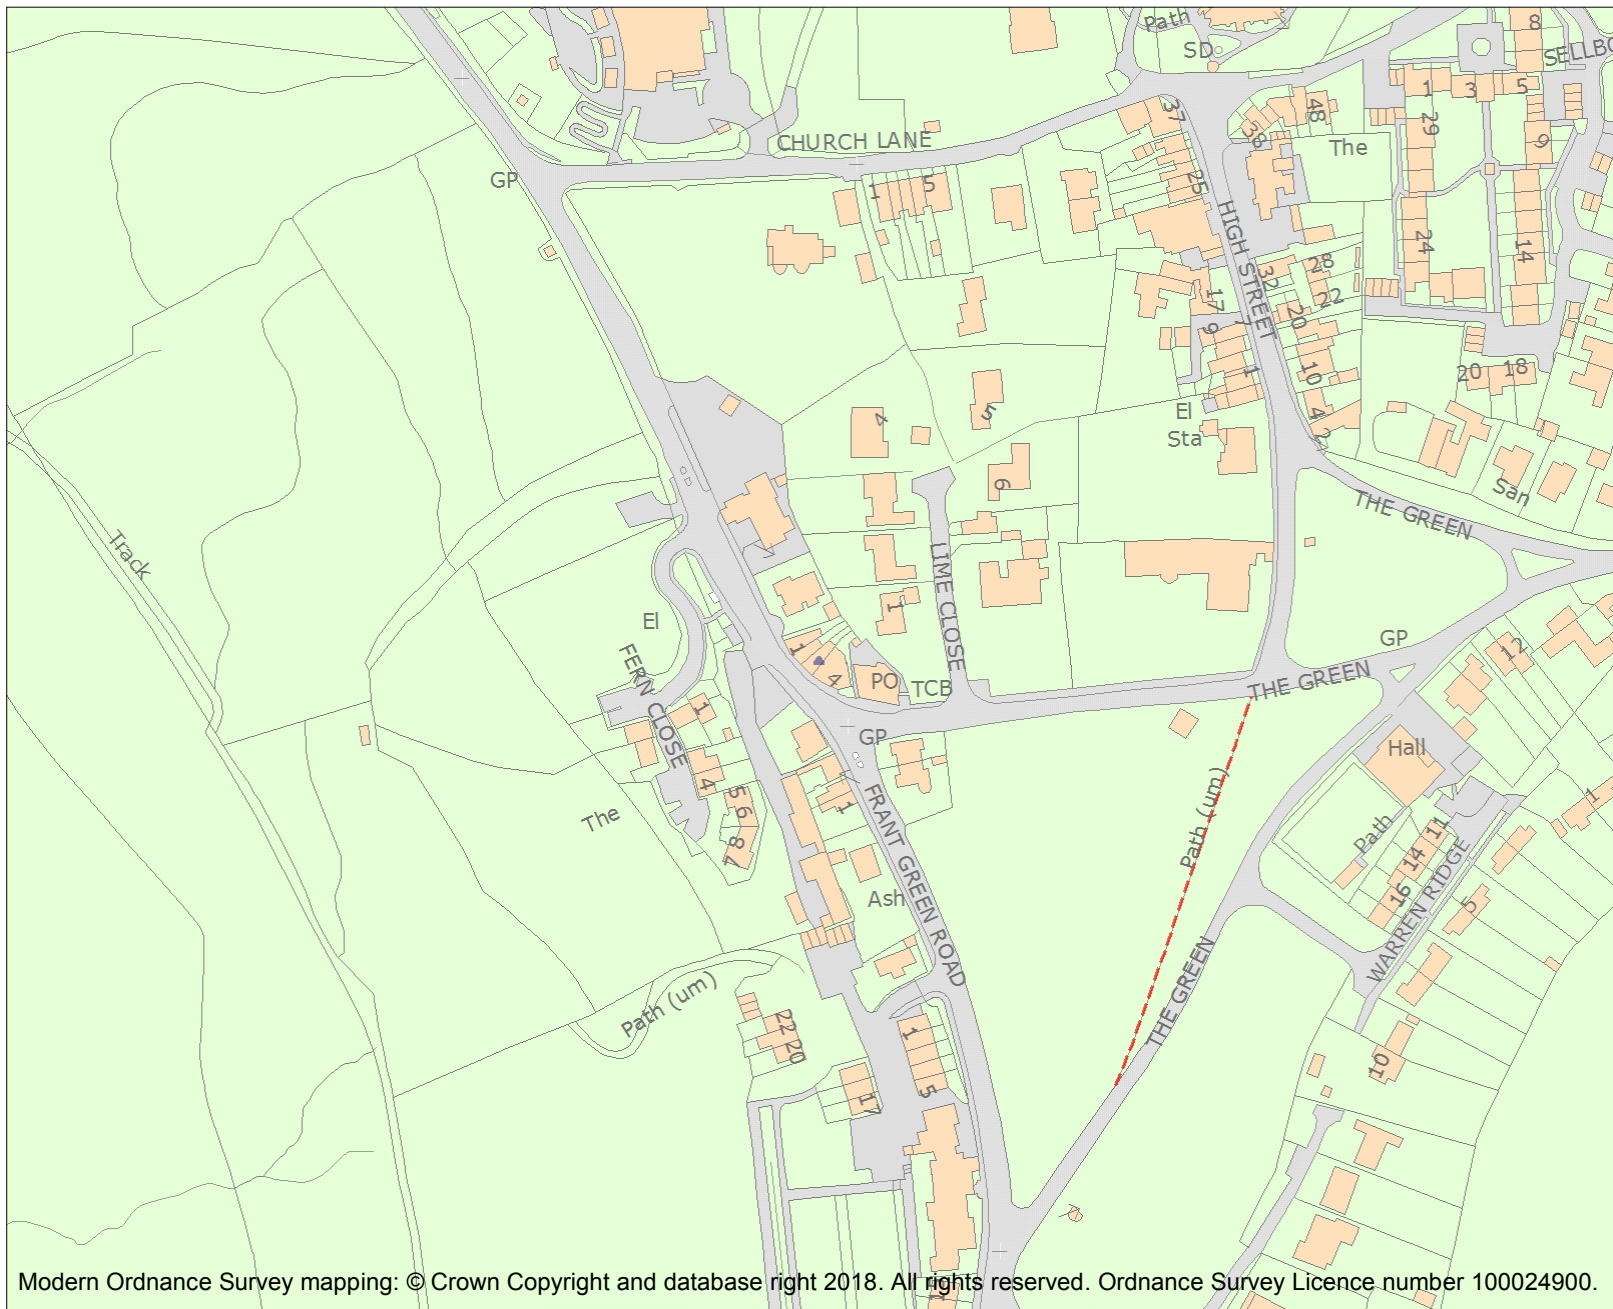 Path
SD
8
SELLBO
1
3
5
37
48
38
29
9
CHURCH LANE
The
GP
1
5
25
HIGH STREET
24
14
32
28
22
17
20
9
7
1
10
20
18
4
2
El
Sta
4
5
6
San
THE GREEN
Track
LIME CLOSE
1
El
FERN CLOSE
1
4
PO
TCB
GP
12
THE GREEN
1
GP
Hall
4
5
6
7
8
1
The
FRANT GREEN ROAD
Path (um)
Path
11
14
16
1
WARREN RIDGE
5
Ash
THE GREEN
Path (um)
22
20
1
5
17
10
1
Modern Ordnance Survey mapping: © Crown Copyright and database right 2018. All rights reserved. Ordnance Survey Licence number 100024900.